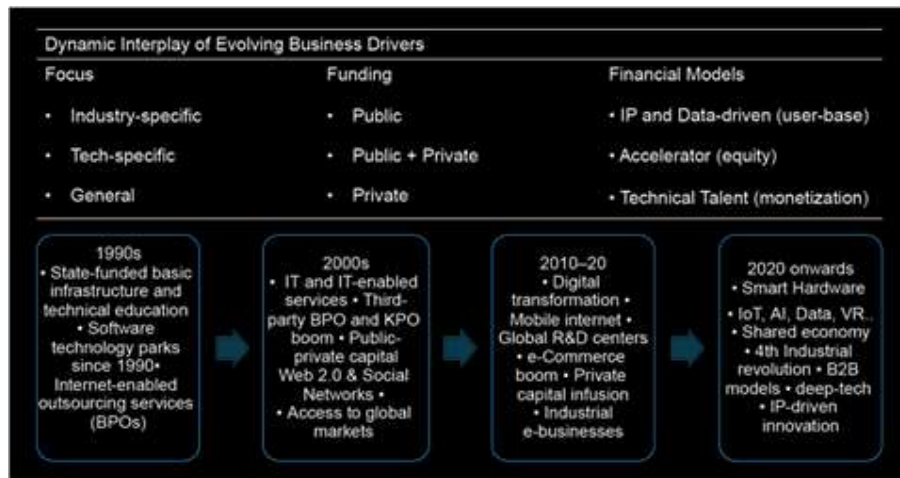 Dynamic Interplay of Evolving Business Drivers
Focus
Funding
Financial Models
• Industry-specific
• Public
• IP and Data-driven (user-base)
• Tech-specific
• Public + Private
• Accelerator (equity)
• General
• Private
• Technical Talent (monetization)
1990s
• State-funded basic
infrastructure and
technical education
• Software
technology parks
since 1990•
Internet-enabled
outsourcing services
(BPOs)
2000s
• IT and IT-enabled
services • Third-
party BPO and KPO
boom • Public-
private capital
Web 2.0 & Social
Networks •
• Access to global
markets
2010–20
• Digital
transformation •
Mobile internet •
Global R&D centers
• e-Commerce
boom • Private
capital infusion
• Industrial
e-businesses
2020 onwards
• Smart Hardware
• IoT, AI, Data, VR..
• Shared economy
• 4th Industrial
revolution • B2B
models • deep-tech
• IP-driven
innovation